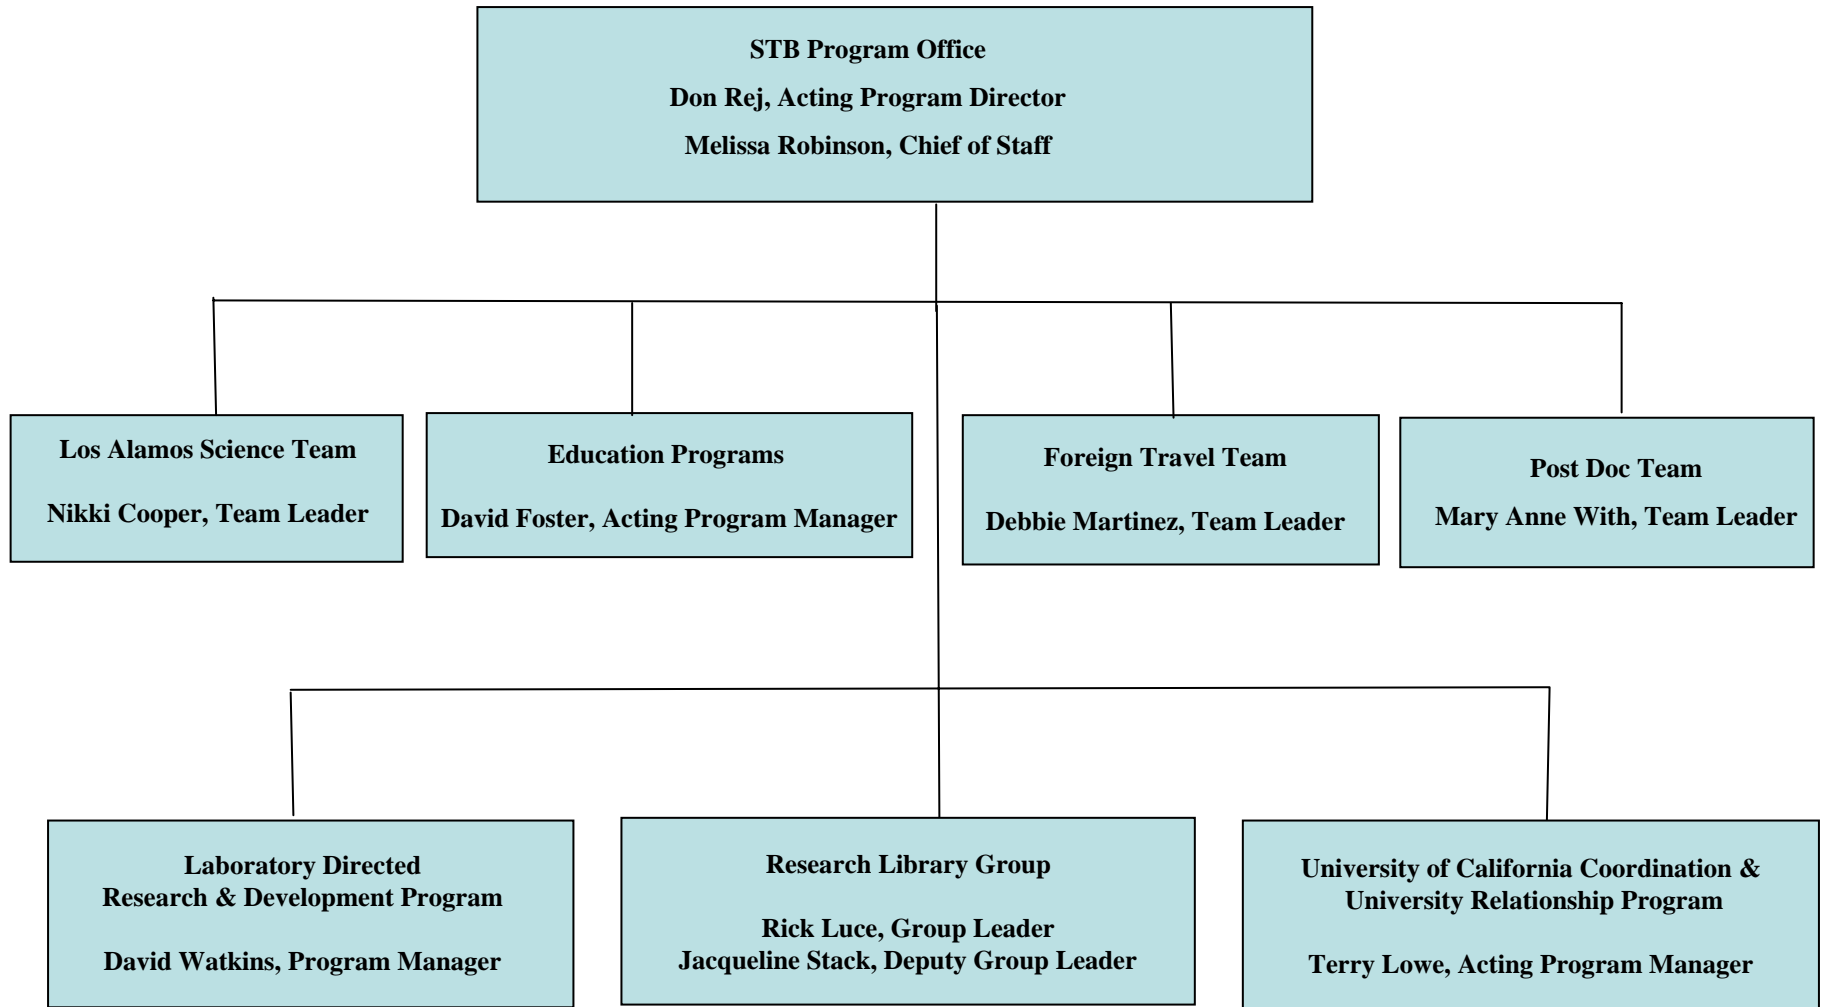 STB Program Office
Don Rej, Acting Program Director
Melissa Robinson, Chief of Staff
Los Alamos Science Team
Nikki Cooper, Team Leader
Education Programs
David Foster, Acting Program Manager
Foreign Travel Team
Debbie Martinez, Team Leader
Post Doc Team
Mary Anne With, Team Leader
Laboratory Directed
Research & Development Program
David Watkins, Program Manager
Research Library Group
Rick Luce, Group Leader
Jacqueline Stack, Deputy Group Leader
University of California Coordination &
University Relationship Program
Terry Lowe, Acting Program Manager